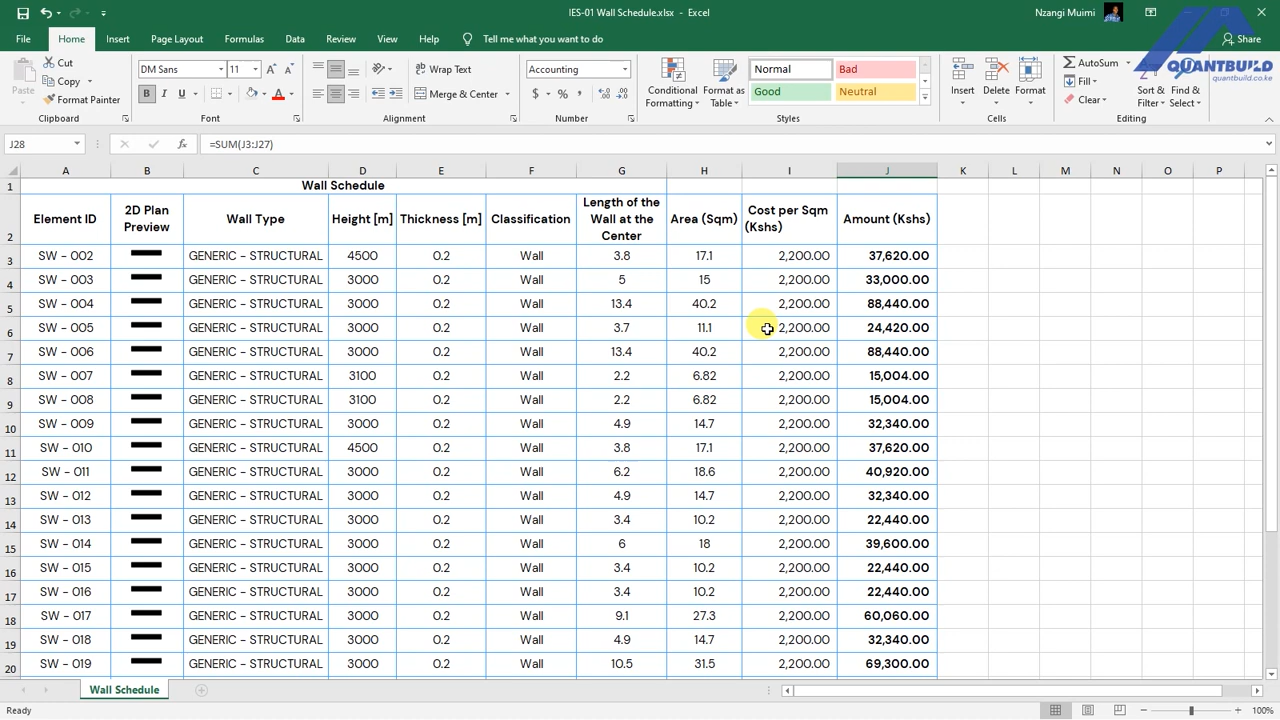 IES-01 Wall Schedule.xlsx - Excel
Nzangi Muimi
File Home Insert Page Layout Formulas Data Review View Help Tell me what you want to do Share
QUANTBUILD
quantbuild.co.ke
Paste
Cut
Copy
Format Painter
Clipboard
DM Sans 11
B I U
Font
Wrap Text
Merge & Center
Alignment
Accounting
$ % ,
Number
Conditional Formatting
Format as Table
Normal Bad
Good Neutral
Styles
Insert Delete Format
Cells
AutoSum
Fill
Clear
Sort & Filter
Find & Select
Editing
J28 fx =SUM(J3:J27)
A B C D E F G H I J K L M N O P
1 Wall Schedule
2 Element ID 2D Plan Preview Wall Type Height [m] Thickness [m] Classification Length of the Wall at the Center Area (Sqm) Cost per Sqm (Kshs) Amount (Kshs)
3 SW - 002 GENERIC - STRUCTURAL 4500 0.2 Wall 3.8 17.1 2,200.00 37,620.00
4 SW - 003 GENERIC - STRUCTURAL 3000 0.2 Wall 5 15 2,200.00 33,000.00
5 SW - 004 GENERIC - STRUCTURAL 3000 0.2 Wall 13.4 40.2 2,200.00 88,440.00
6 SW - 005 GENERIC - STRUCTURAL 3000 0.2 Wall 3.7 11.1 2,200.00 24,420.00
7 SW - 006 GENERIC - STRUCTURAL 3000 0.2 Wall 13.4 40.2 2,200.00 88,440.00
8 SW - 007 GENERIC - STRUCTURAL 3100 0.2 Wall 2.2 6.82 2,200.00 15,004.00
9 SW - 008 GENERIC - STRUCTURAL 3100 0.2 Wall 2.2 6.82 2,200.00 15,004.00
10 SW - 009 GENERIC - STRUCTURAL 3000 0.2 Wall 4.9 14.7 2,200.00 32,340.00
11 SW - 010 GENERIC - STRUCTURAL 4500 0.2 Wall 3.8 17.1 2,200.00 37,620.00
12 SW - 011 GENERIC - STRUCTURAL 3000 0.2 Wall 6.2 18.6 2,200.00 40,920.00
13 SW - 012 GENERIC - STRUCTURAL 3000 0.2 Wall 4.9 14.7 2,200.00 32,340.00
14 SW - 013 GENERIC - STRUCTURAL 3000 0.2 Wall 3.4 10.2 2,200.00 22,440.00
15 SW - 014 GENERIC - STRUCTURAL 3000 0.2 Wall 6 18 2,200.00 39,600.00
16 SW - 015 GENERIC - STRUCTURAL 3000 0.2 Wall 3.4 10.2 2,200.00 22,440.00
17 SW - 016 GENERIC - STRUCTURAL 3000 0.2 Wall 3.4 10.2 2,200.00 22,440.00
18 SW - 017 GENERIC - STRUCTURAL 3000 0.2 Wall 9.1 27.3 2,200.00 60,060.00
19 SW - 018 GENERIC - STRUCTURAL 3000 0.2 Wall 4.9 14.7 2,200.00 32,340.00
20 SW - 019 GENERIC - STRUCTURAL 3000 0.2 Wall 10.5 31.5 2,200.00 69,300.00
Wall Schedule
Ready 100%